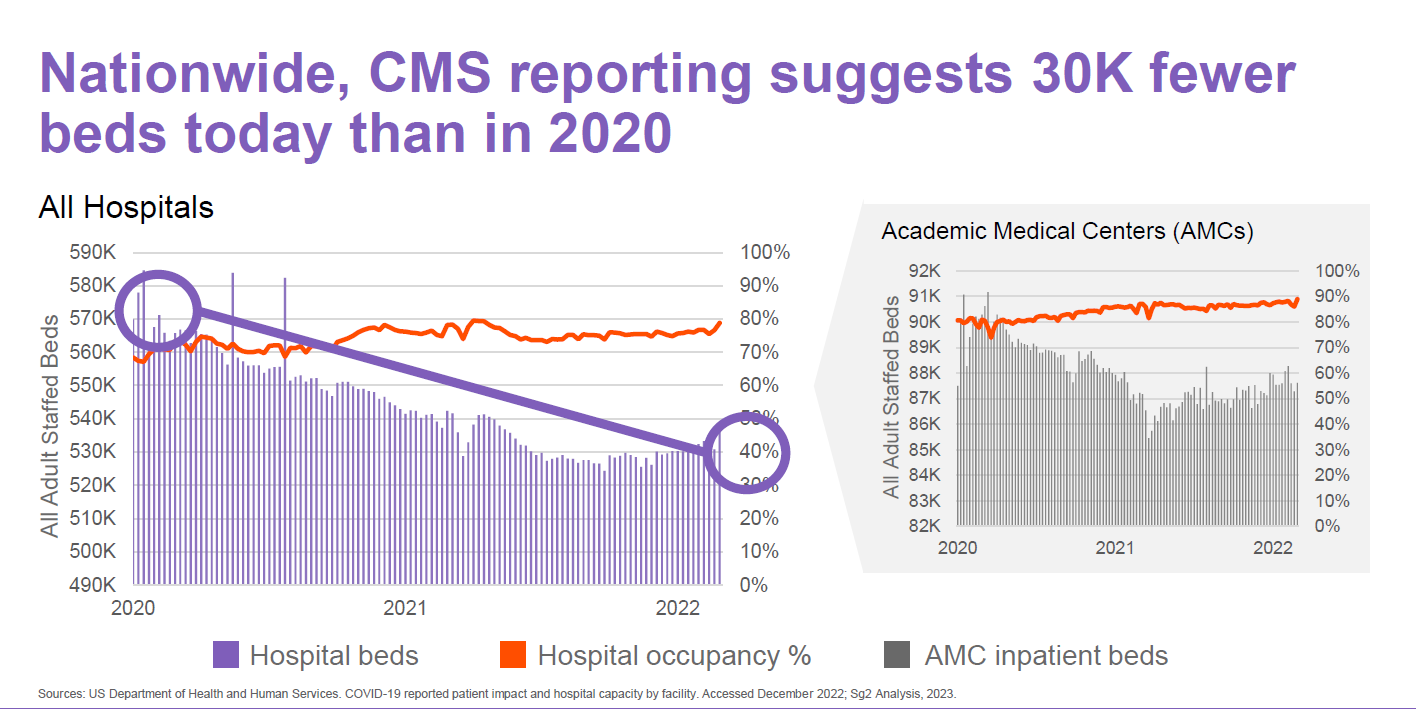 Nationwide, CMS reporting suggests 30K fewer
beds today than in 2020
All Hospitals
590K
580K
570K
560K
550K
540K
530K
520K
510K
500K
490K
All Adult Staffed Beds
100%
90%
80%
70%
60%
50%
40%
30%
20%
10%
0%
2020
2021
2022
Academic Medical Centers (AMCs)
92K
91K
90K
89K
88K
87K
86K
85K
84K
83K
82K
All Adult Staffed Beds
100%
90%
80%
70%
60%
50%
40%
30%
20%
10%
0%
2020
2021
2022
Hospital beds
Hospital occupancy %
AMC inpatient beds
Sources: US Department of Health and Human Services. COVID-19 reported patient impact and hospital capacity by facility. Accessed December 2022; Sg2 Analysis, 2023.